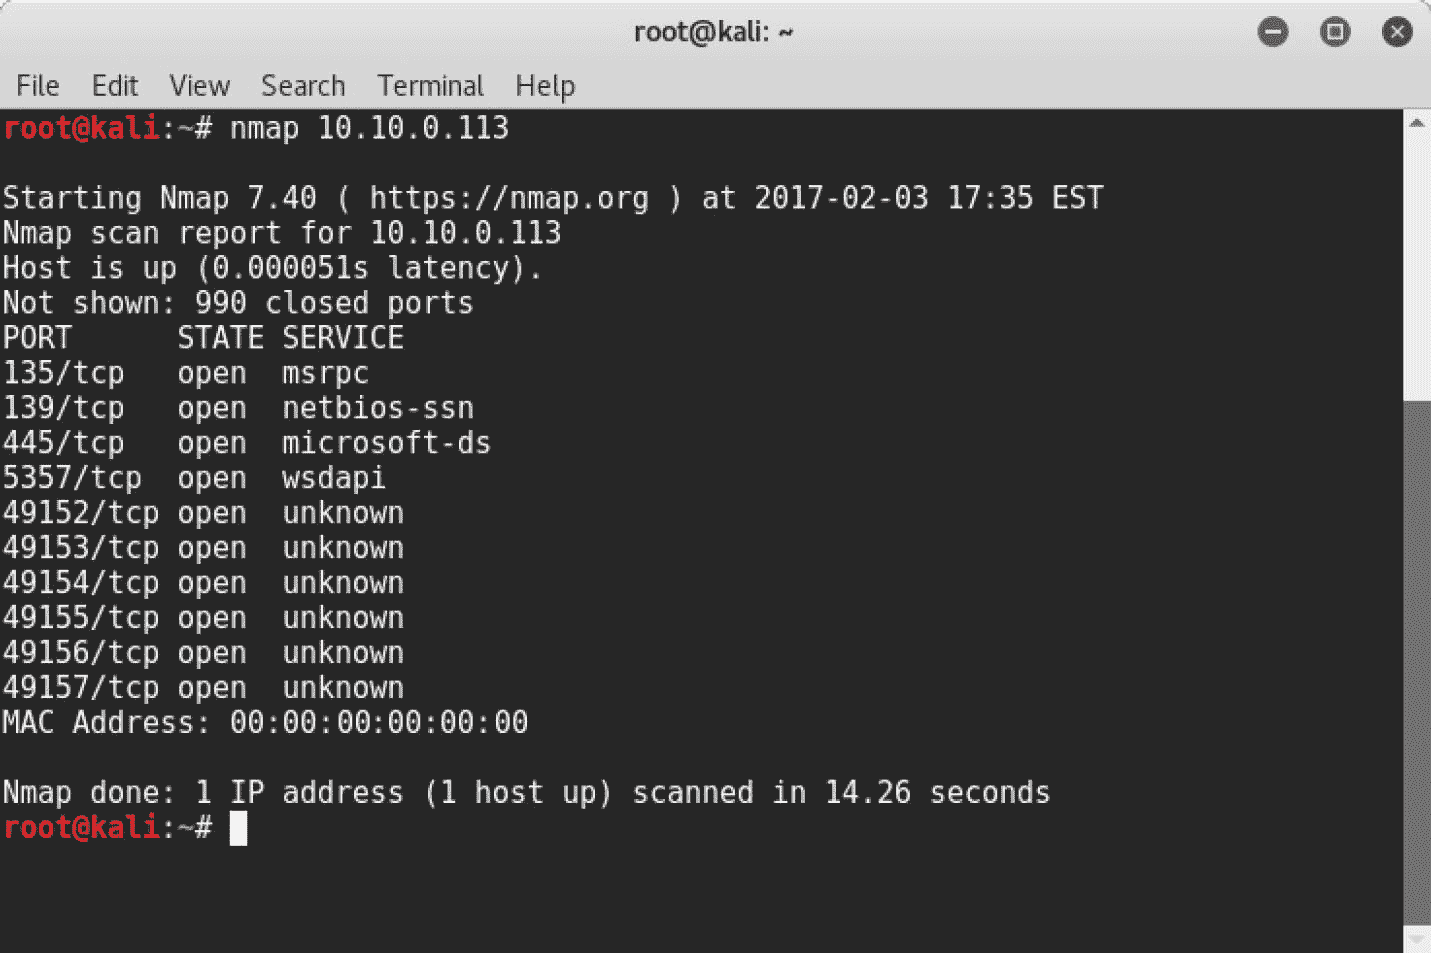 root@kali: ~
File Edit View Search Terminal Help
root@kali:~# nmap 10.10.0.113
Starting Nmap 7.40 ( https://nmap.org ) at 2017-02-03 17:35 EST
Nmap scan report for 10.10.0.113
Host is up (0.000051s latency).
Not shown: 990 closed ports
PORT      STATE SERVICE
135/tcp   open  msrpc
139/tcp   open  netbios-ssn
445/tcp   open  microsoft-ds
5357/tcp  open  wsdapi
49152/tcp open  unknown
49153/tcp open  unknown
49154/tcp open  unknown
49155/tcp open  unknown
49156/tcp open  unknown
49157/tcp open  unknown
MAC Address: 00:00:00:00:00:00
Nmap done: 1 IP address (1 host up) scanned in 14.26 seconds
root@kali:~#